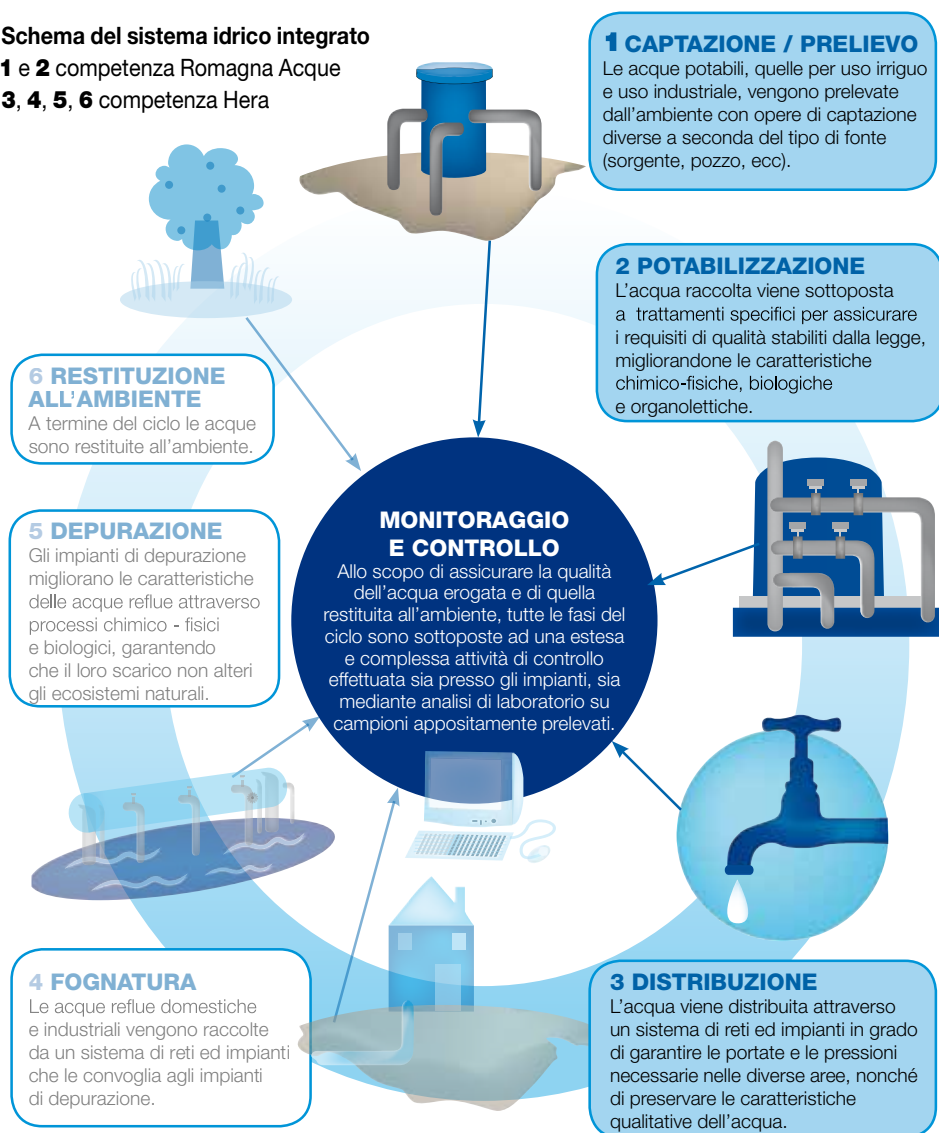 Schema del sistema idrico integrato
1 e 2 competenza Romagna Acque
3, 4, 5, 6 competenza Hera
1 CAPTAZIONE / PRELIEVO
Le acque potabili, quelle per uso irriguo
e uso industriale, vengono prelevate
dall'ambiente con opere di captazione
diverse a seconda del tipo di fonte
(sorgente, pozzo, ecc).
2 POTABILIZZAZIONE
L'acqua raccolta viene sottoposta
a trattamenti specifici per assicurare
i requisiti di qualità stabiliti dalla legge,
migliorandone le caratteristiche
chimico-fisiche, biologiche
e organolettiche.
6 RESTITUZIONE
ALL'AMBIENTE
A termine del ciclo le acque
sono restituite all'ambiente.
5 DEPURAZIONE
Gli impianti di depurazione
migliorano le caratteristiche
delle acque reflue attraverso
processi chimico - fisici
e biologici, garantendo
che il loro scarico non alteri
gli ecosistemi naturali.
MONITORAGGIO
E CONTROLLO
Allo scopo di assicurare la qualità
dell'acqua erogata e di quella
restituita all'ambiente, tutte le fasi del
ciclo sono sottoposte ad una estesa
e complessa attività di controllo
effettuata sia presso gli impianti, sia
mediante analisi di laboratorio su
campioni appositamente prelevati.
4 FOGNATURA
Le acque reflue domestiche
e industriali vengono raccolte
da un sistema di reti ed impianti
che le convoglia agli impianti
di depurazione.
3 DISTRIBUZIONE
L'acqua viene distribuita attraverso
un sistema di reti ed impianti in grado
di garantire le portate e le pressioni
necessarie nelle diverse aree, nonché
di preservare le caratteristiche
qualitative dell'acqua.